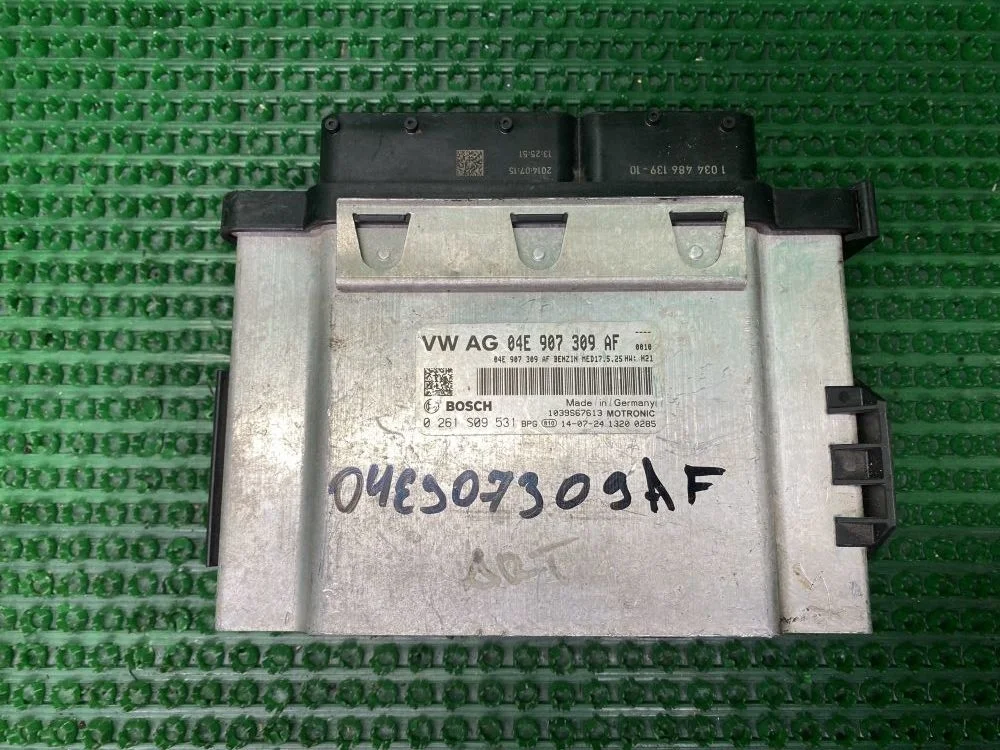 13:25:51
2014-07-15
1 034 486 139-10
VW AG 04E 907 309 AF
----
0010
04E 907 309 AF BENZIN MED17.5.25 HW: H21
BOSCH
Made in Germany
1039S67613 MOTRONIC
0 261 S09 531 BPG 010 14-07-24 1320 0285
04E907309AF